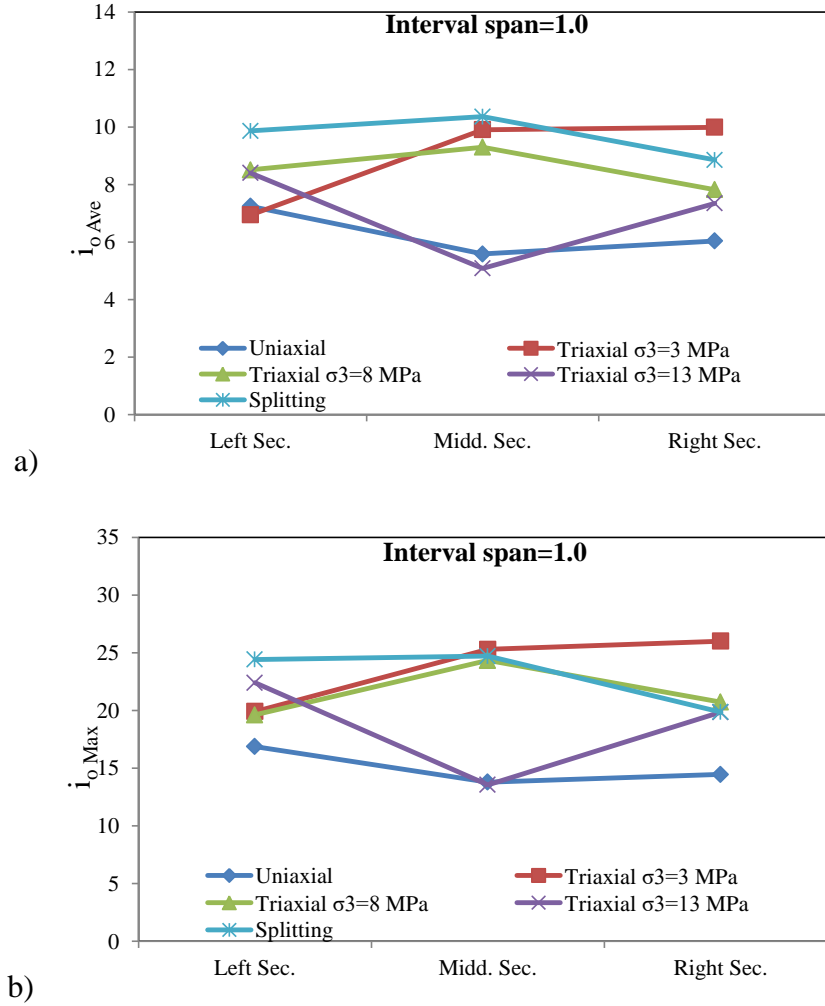 Interval span=1.0
14
12
10
8
6
4
2
0
i o Ave
Uniaxial
Triaxial σ3=3 MPa
Triaxial σ3=8 MPa
Triaxial σ3=13 MPa
Splitting
Left Sec.
Midd. Sec.
Right Sec.
a)
Interval span=1.0
35
30
25
20
15
10
5
0
i o Max
Uniaxial
Triaxial σ3=3 MPa
Triaxial σ3=8 MPa
Triaxial σ3=13 MPa
Splitting
Left Sec.
Midd. Sec.
Right Sec.
b)